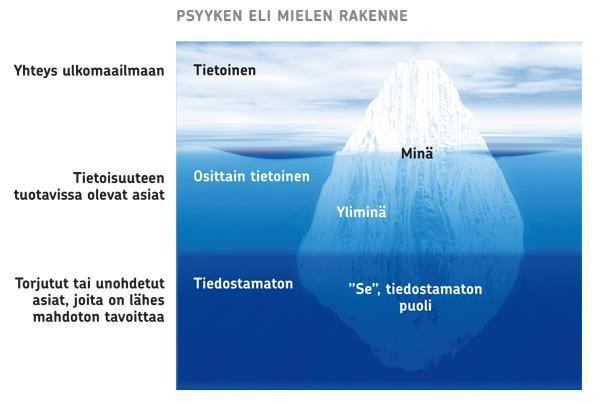 PSYYKEN ELI MIELEN RAKENNE
Yhteys ulkomaailmaan
Tietoinen
Minä
Tietoisuuteen
tuotavissa olevat asiat
Osittain tietoinen
Yliminä
Torjutut tai unohdetut
asiat, joita on lähes
mahdoton tavoittaa
Tiedostamaton
”Se”, tiedostamaton
puoli